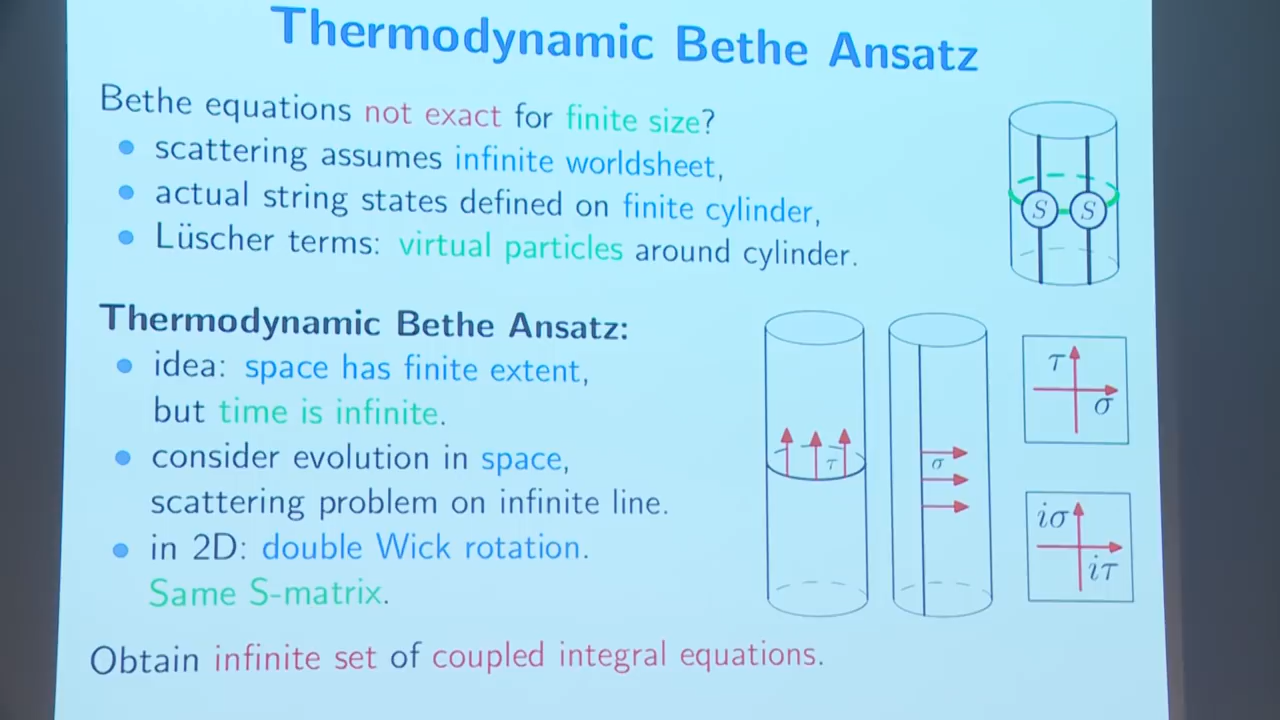 Thermodynamic Bethe Ansatz
Bethe equations not exact for finite size?
• scattering assumes infinite worldsheet,
• actual string states defined on finite cylinder,
• Lüscher terms: virtual particles around cylinder.
S S
Thermodynamic Bethe Ansatz:
• idea: space has finite extent,
but time is infinite.
• consider evolution in space,
scattering problem on infinite line.
• in 2D: double Wick rotation.
Same S-matrix.
τ
σ
τ
σ
iσ
iτ
Obtain infinite set of coupled integral equations.